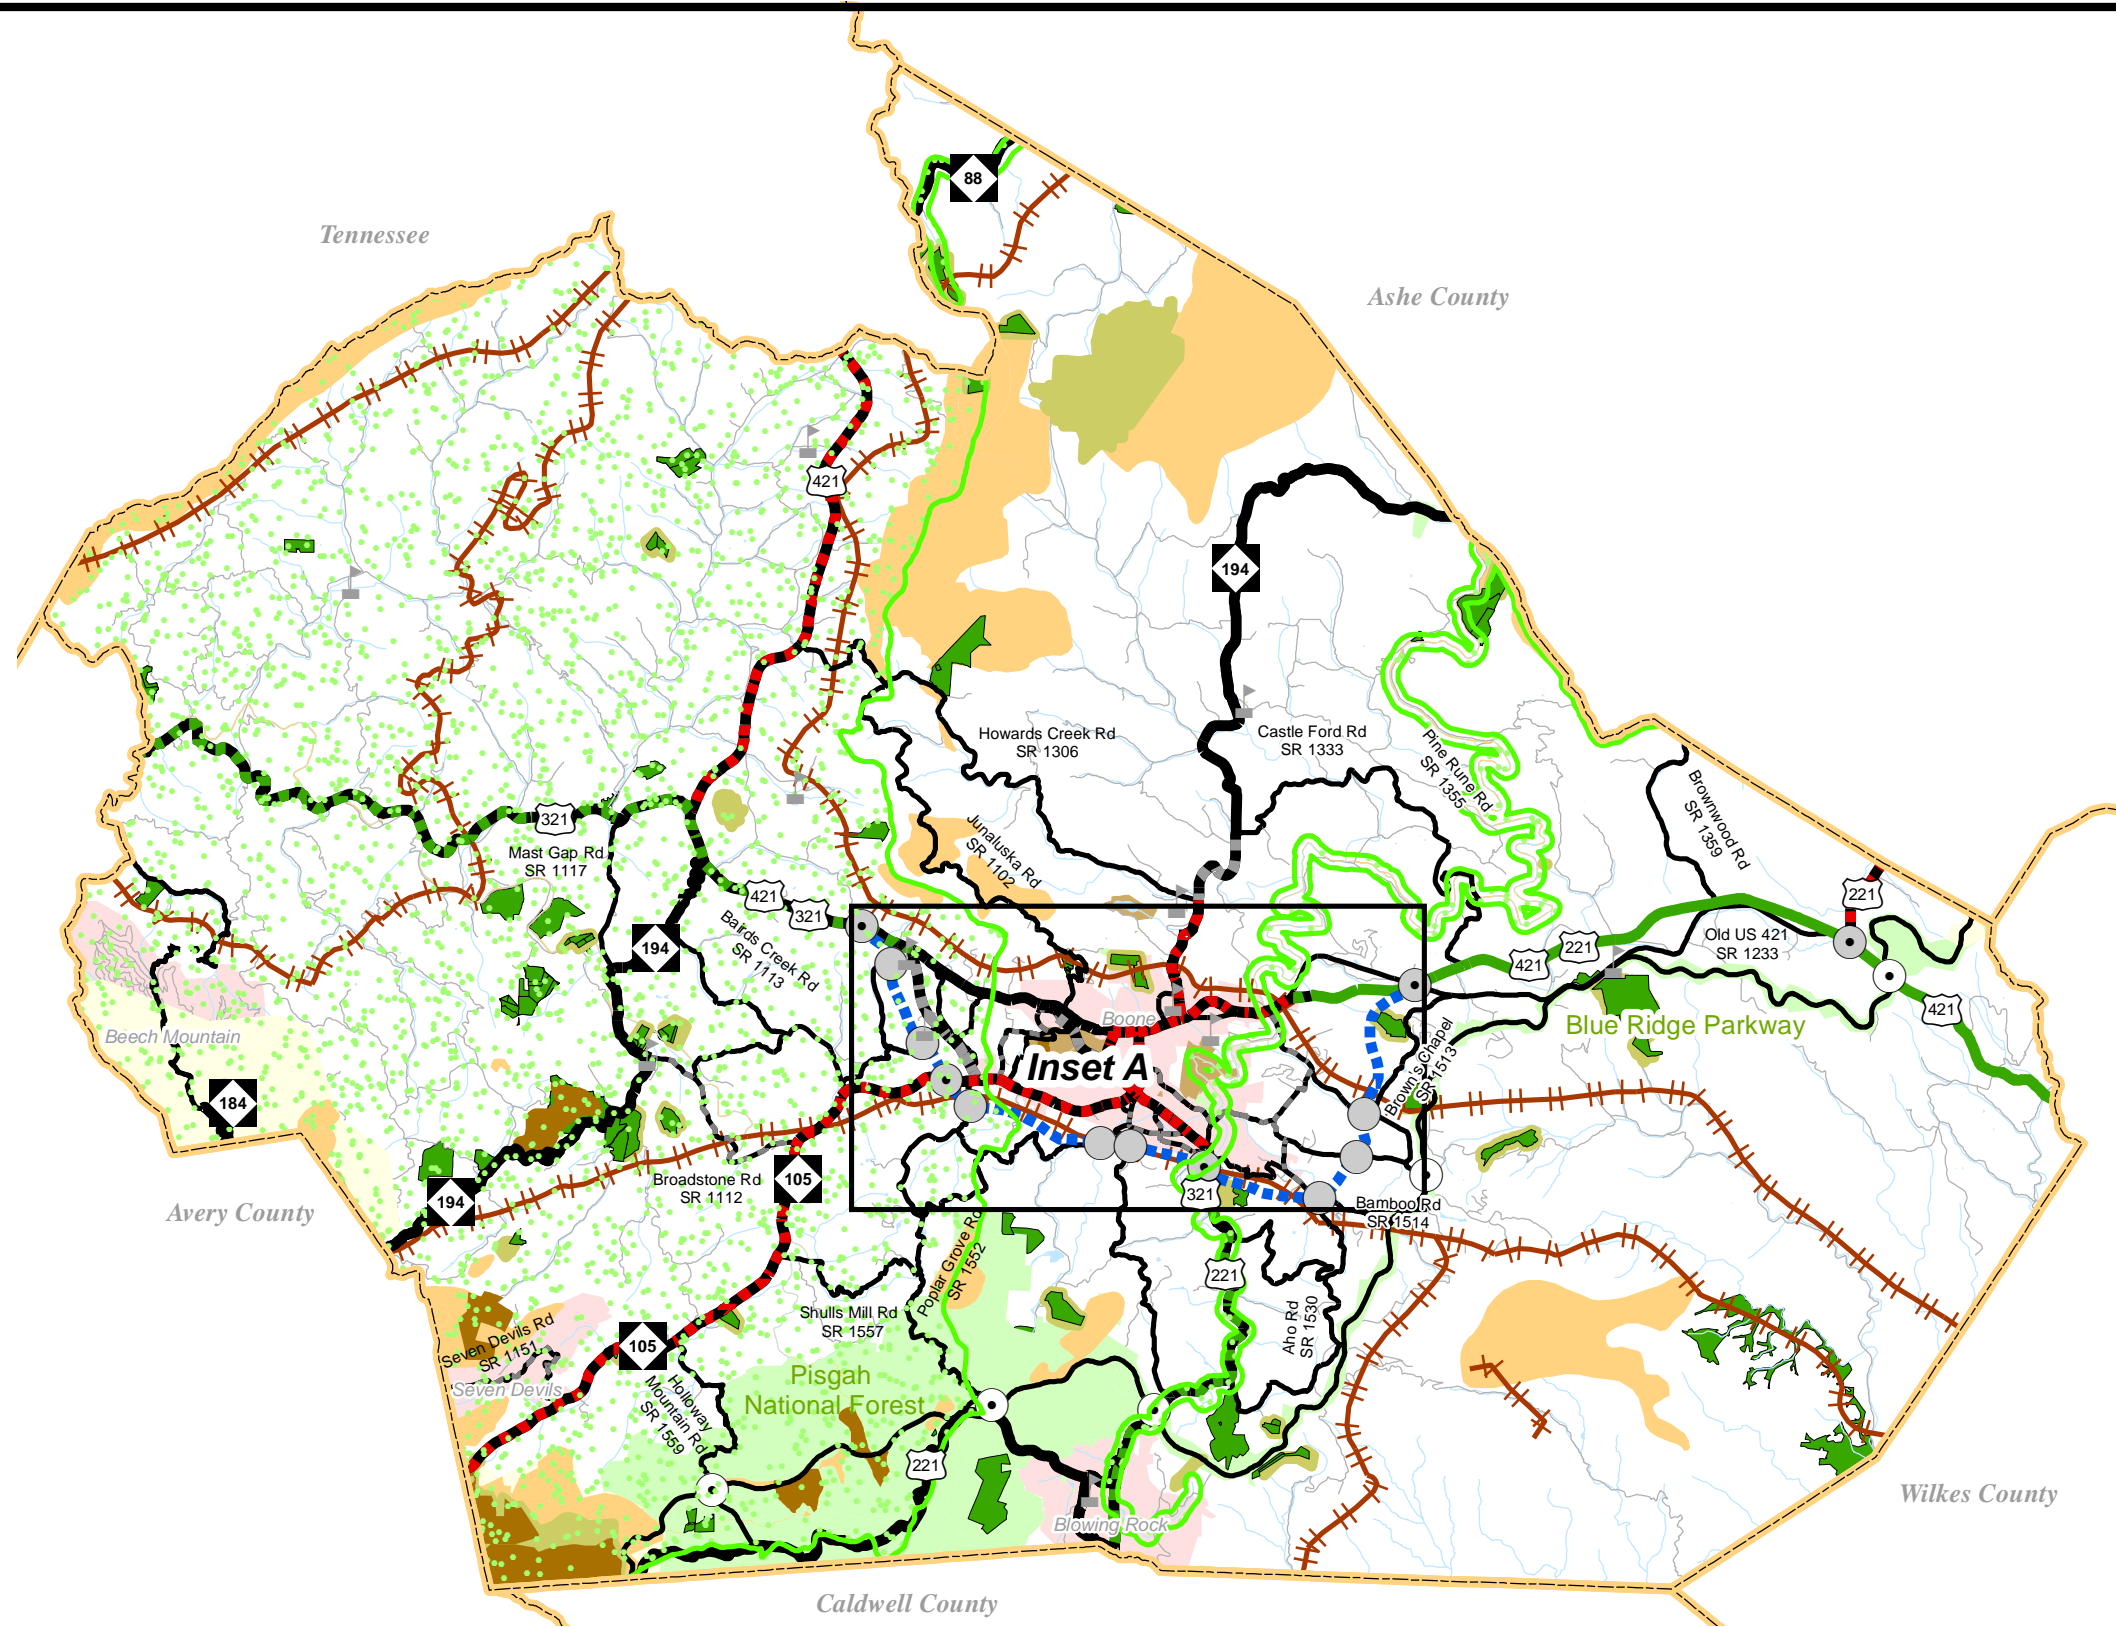 88
Tennessee
Ashe County
421
194
Howards Creek Rd
SR 1306
Castle Ford Rd
SR 1333
Pine Rune Rd
SR 1355
Brownwood Rd
SR 1359
321
Mast Gap Rd
SR 1117
Junaluska Rd
SR 1102
421
321
221
194
Bairds Creek Rd
SR 1113
421
221
Old US 421
SR 1233
421
Boone
Blue Ridge Parkway
Beech Mountain
Inset A
Brown's Chapel
SR 1513
184
194
Broadstone Rd
SR 1112
105
321
Bamboo Rd
SR 1514
Avery County
Poplar Grove Rd
SR 1552
221
Shulls Mill Rd
SR 1557
Aho Rd
SR 1530
Seven Devils Rd
SR 1151
105
Seven Devils
Pisgah
National Forest
Holloway
Mountain Rd
SR 1559
221
Wilkes County
Blowing Rock
Caldwell County